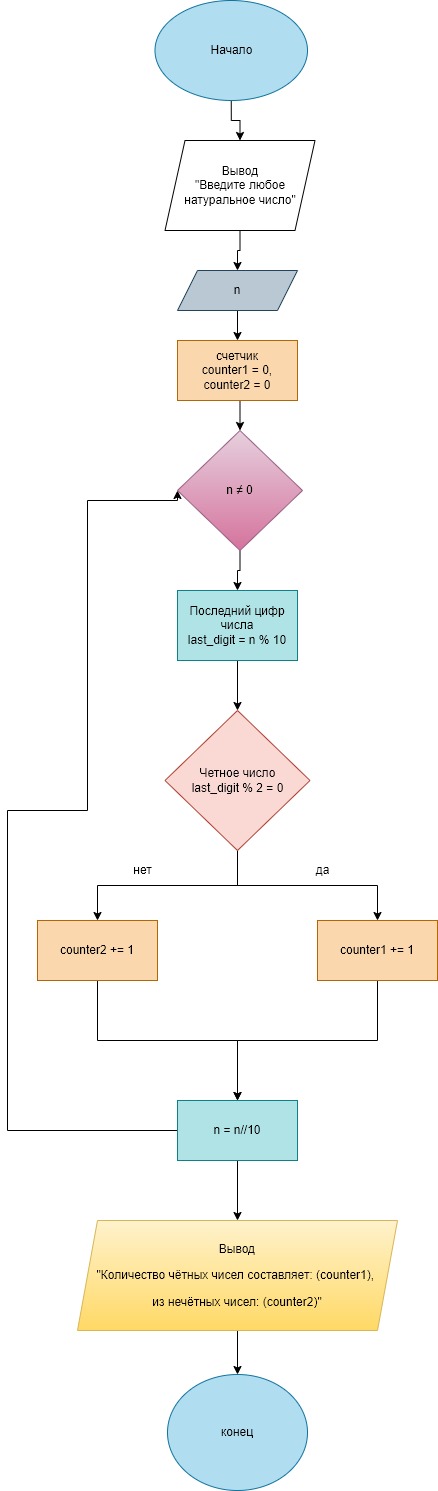 Начало
Вывод
"Введите любое
натуральное число"
n
счетчик
counter1 = 0,
counter2 = 0
n ≠ 0
Последний цифр
числа
last_digit = n % 10
Четное число
last_digit % 2 = 0
нет
да
counter2 += 1
counter1 += 1
n = n//10
Вывод
"Количество чётных чисел составляет: (counter1),
из нечётных чисел: (counter2)"
конец